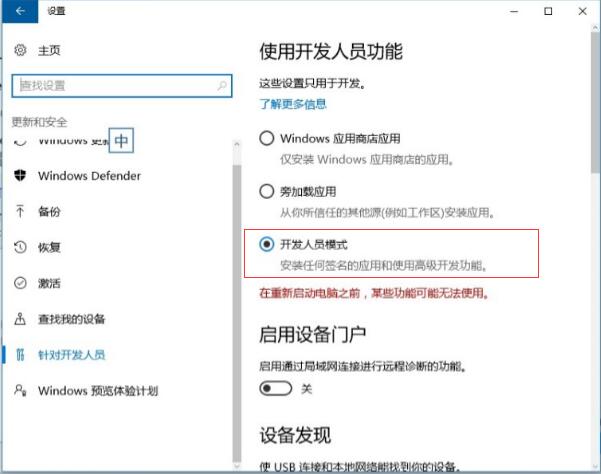 设置
主页
查找设置
更新和安全
Windows 更新
中
Windows Defender
备份
恢复
激活
查找我的设备
针对开发人员
Windows 预览体验计划
使用开发人员功能
这些设置只用于开发。
了解更多信息
Windows 应用商店应用
仅安装 Windows 应用商店的应用。
旁加载应用
从你所信任的其他源(例如工作区)安装应用。
开发人员模式
安装任何签名的应用和使用高级开发功能。
在重新启动电脑之前，某些功能可能无法使用。
启用设备门户
启用通过局域网连接进行远程诊断的功能。
关
设备发现
使 USB 连接和本地网络能找到你的设备。